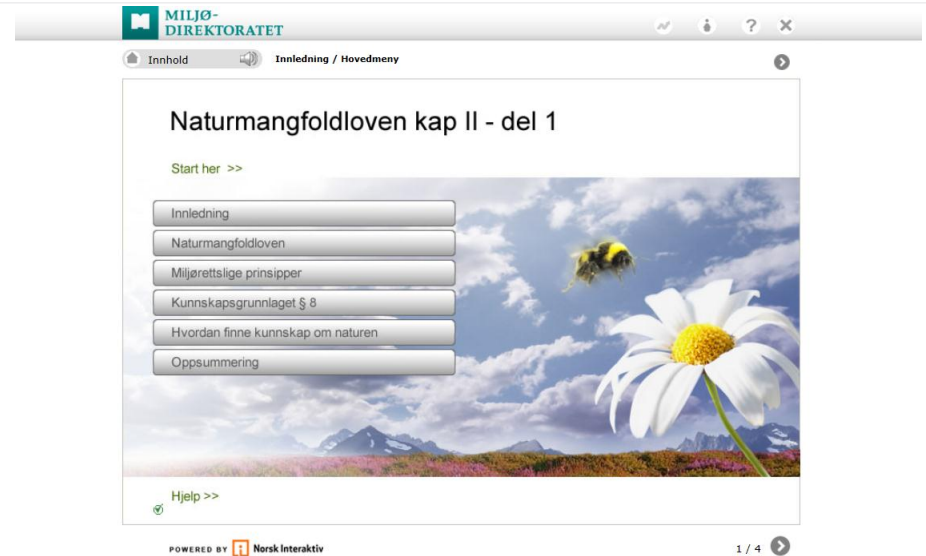 MILJØ-
DIREKTORATET
?
Innhold
Innledning / Hovedmeny
Naturmangfoldloven kap II - del 1
Start her >>
Innledning
Naturmangfoldloven
Miljørettslige prinsipper
Kunnskapsgrunnlaget § 8
Hvordan finne kunnskap om naturen
Oppsummering
Hjelp >>
POWERED BY Norsk Interaktiv
1 / 4